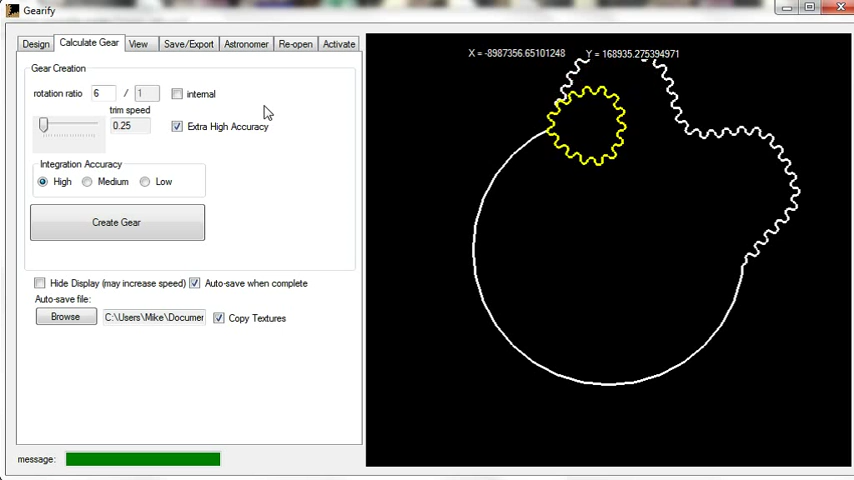 Gearify
Design Calculate Gear View Save/Export Astronomer Re-open Activate
Gear Creation
rotation ratio 6 / 1 internal
trim speed
0.25 Extra High Accuracy
Integration Accuracy
High Medium Low
Create Gear
Hide Display (may increase speed) Auto-save when complete
Auto-save file:
Browse C:\Users\Mike\Documer Copy Textures
message:
X = -8987356.65101248 Y = 168935.275394971